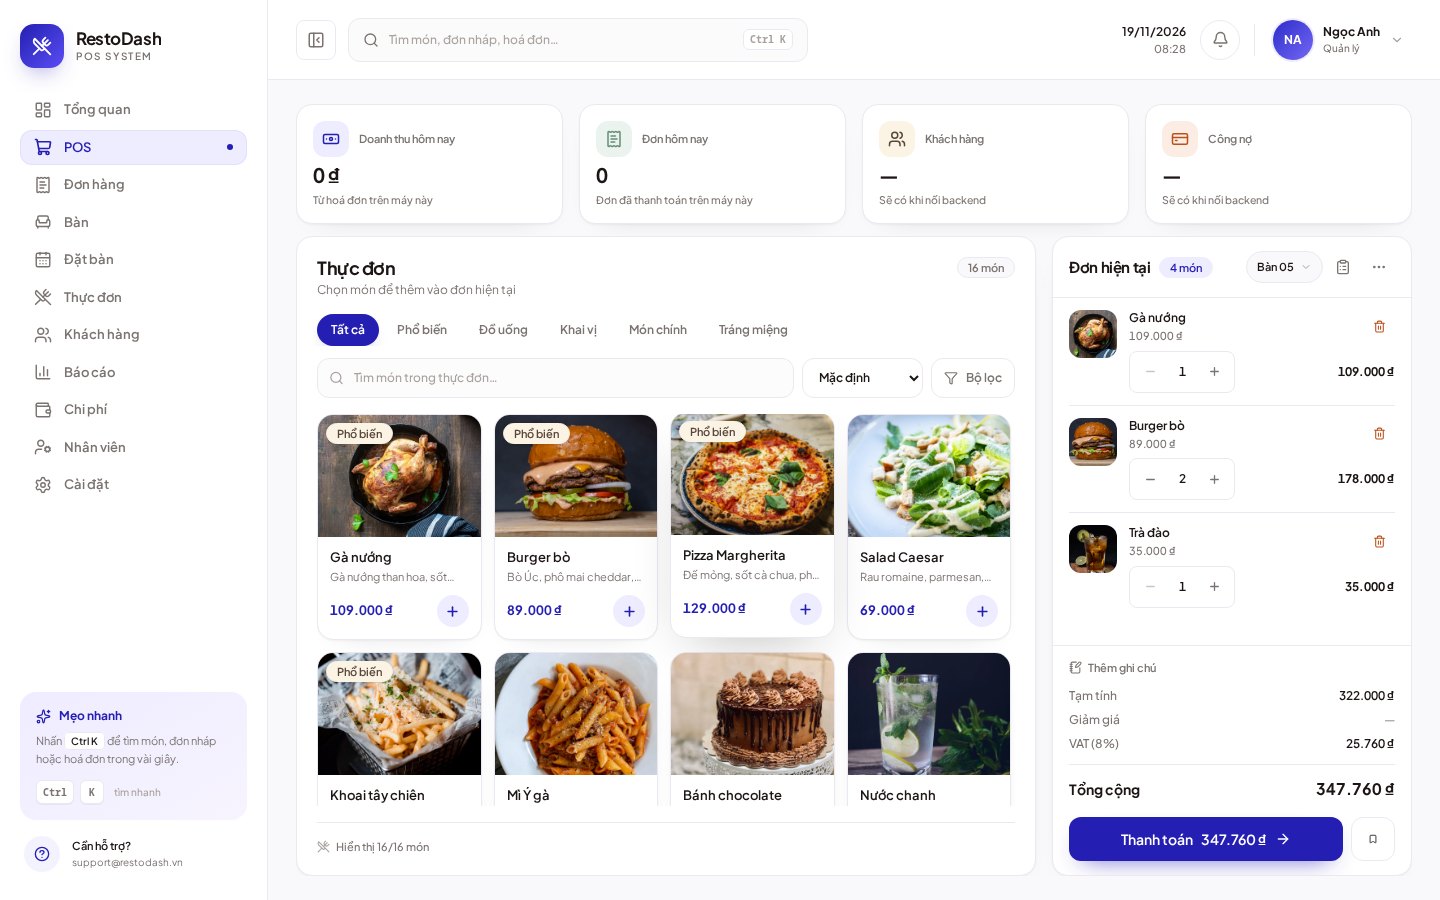 RestoDash
POS SYSTEM
Tổng quan
POS
Đơn hàng
Bàn
Đặt bàn
Thực đơn
Khách hàng
Báo cáo
Chi phí
Nhân viên
Cài đặt
Mẹo nhanh
Nhấn Ctrl K để tìm món, đơn nháp
hoặc hoá đơn trong vài giây.
Ctrl K tìm nhanh
Cần hỗ trợ?
support@restodash.vn
Tìm món, đơn nháp, hoá đơn... Ctrl K
19/11/2026
08:28
NA
Ngọc Anh
Quản lý
Doanh thu hôm nay
0 ₫
Từ hoá đơn trên máy này
Đơn hôm nay
0
Đơn đã thanh toán trên máy này
Khách hàng
—
Sẽ có khi nối backend
Công nợ
—
Sẽ có khi nối backend
Thực đơn
16 món
Chọn món để thêm vào đơn hiện tại
Tất cả Phổ biến Đồ uống Khai vị Món chính Tráng miệng
Tìm món trong thực đơn... Mặc định Bộ lọc
Phổ biến
Gà nướng
Gà nướng than hoa, sốt...
109.000 ₫
Phổ biến
Burger bò
Bò Úc, phô mai cheddar,...
89.000 ₫
Phổ biến
Pizza Margherita
Đế mỏng, sốt cà chua, ph...
129.000 ₫
Salad Caesar
Rau romaine, parmesan,...
69.000 ₫
Phổ biến
Khoai tây chiên
Mì Ý gà
Bánh chocolate
Nước chanh
Hiển thị 16/16 món
Đơn hiện tại 4 món Bàn 05
Gà nướng
109.000 ₫
1 109.000 ₫
Burger bò
89.000 ₫
2 178.000 ₫
Trà đào
35.000 ₫
1 35.000 ₫
Thêm ghi chú
Tạm tính 322.000 ₫
Giảm giá —
VAT (8%) 25.760 ₫
Tổng cộng 347.760 ₫
Thanh toán 347.760 ₫